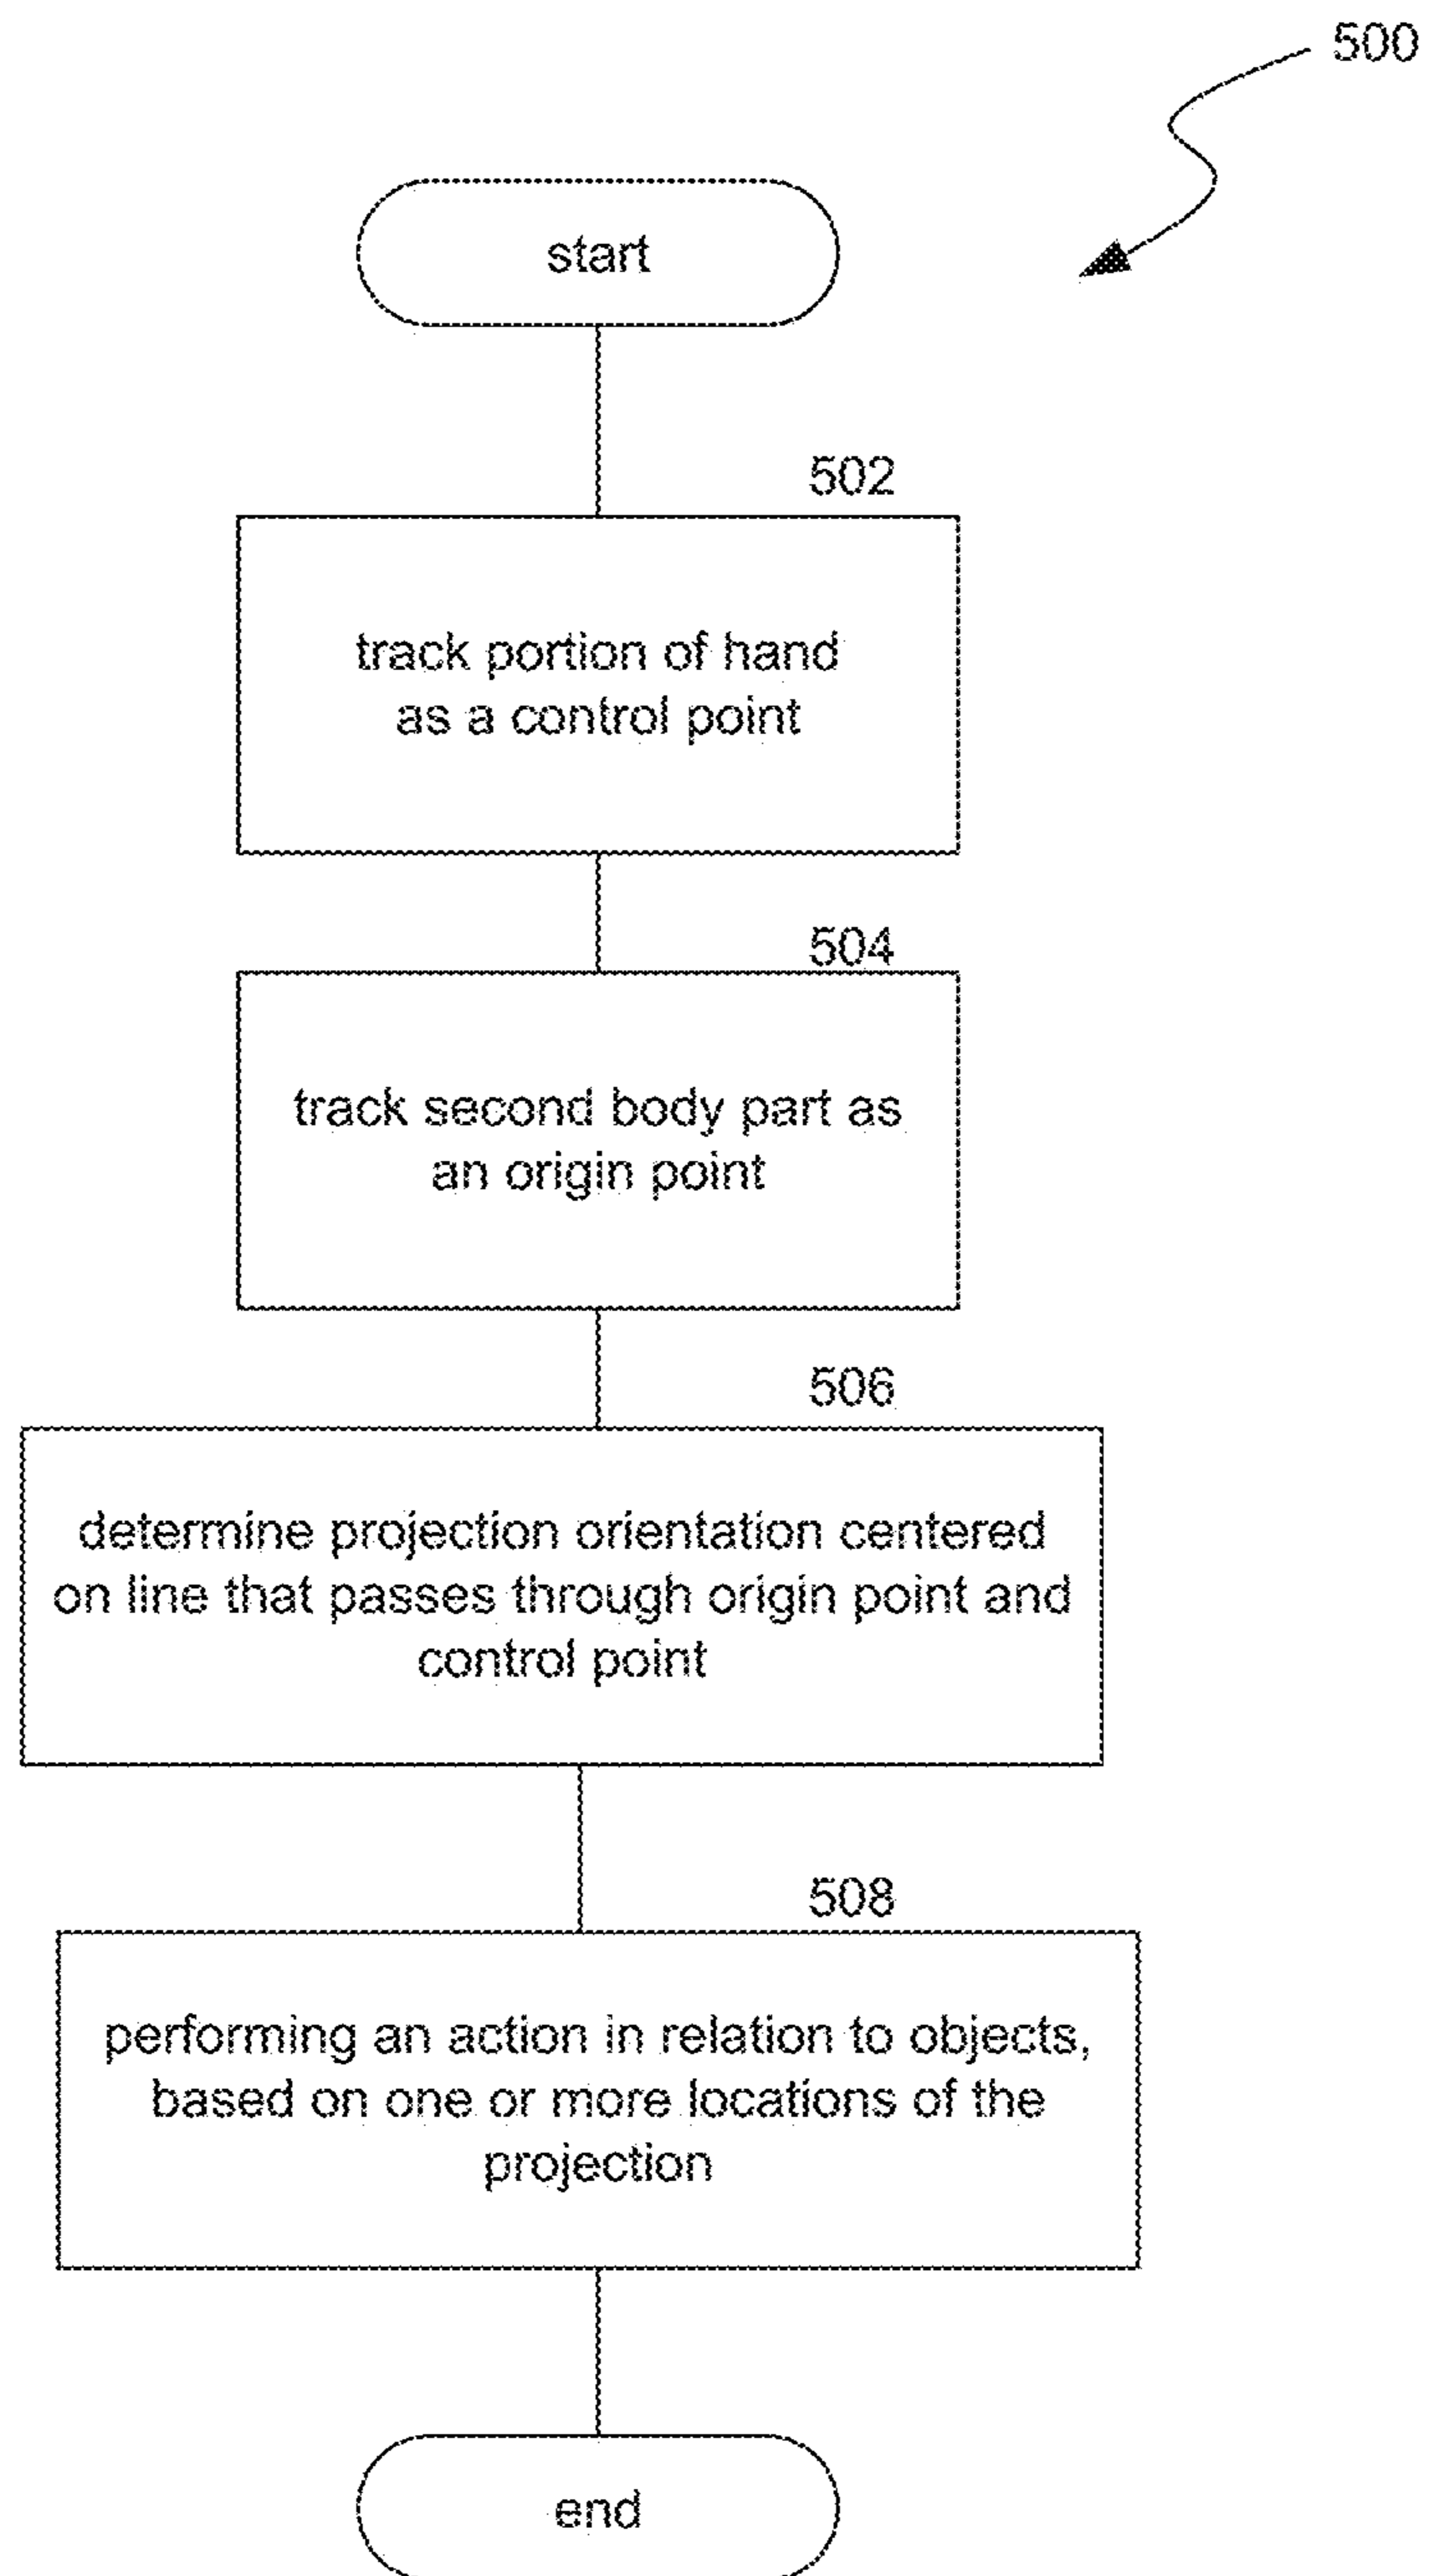 500
start
502
track portion of hand
as a control point
504
track second body part as
an origin point
506
determine projection orientation centered
on line that passes through origin point and
control point
508
performing an action in relation to objects,
based on one or more locations of the
projection
end